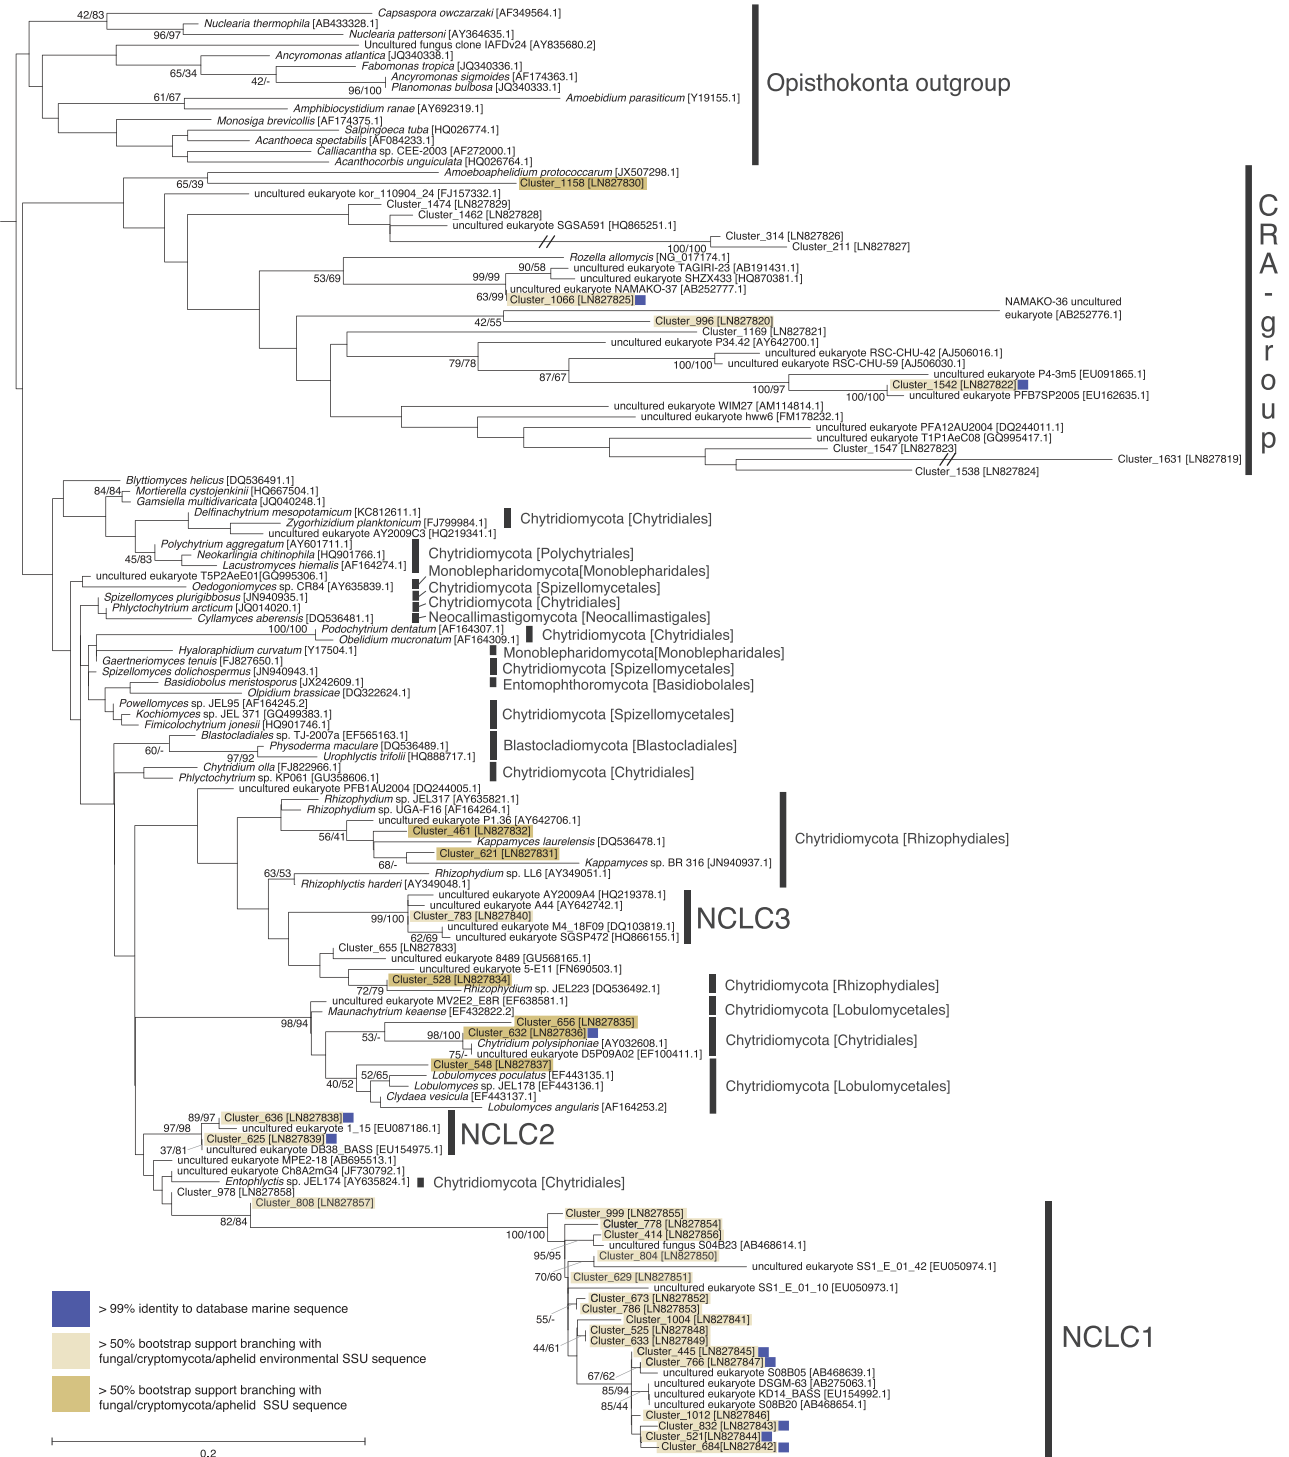 42/83
Capsaspora owczarzaki [AF349564.1]
Nuclearia thermophila [AB433328.1]
96/97
Nuclearia pattersoni [AY364635.1]
Uncultured fungus clone IAFDv24 [AY835680.2]
Ancyromonas atlantica [JQ340338.1]
65/34
Fabomonas tropica [JQ340336.1]
42/-
Ancyromonas sigmoides [AF174363.1]
96/100
Planomonas bulbosa [JQ340333.1]
Opisthokonta outgroup
61/67
Amoebidium parasiticum [Y19155.1]
Amphibiocystidium ranae [AY692319.1]
Monosiga brevicollis [AF174375.1]
Salpingoeca tuba [HQ026774.1]
Acanthoeca spectabilis [AF084233.1]
Calliacantha sp. CEE-2003 [AF272000.1]
Acanthocorbis unguiculata [HQ026764.1]
Amoeboaphelidium protococcarum [JX507298.1]
65/39
Cluster_1158 [LN827830]
uncultured eukaryote kor_110904_24 [FJ157332.1]
Cluster_1474 [LN827829]
Cluster_1462 [LN827828]
uncultured eukaryote SGSA591 [HQ865251.1]
Cluster_314 [LN827826]
100/100
Cluster_211 [LN827827]
Rozella allomycis [NG_017174.1]
53/69
90/58
uncultured eukaryote TAGIRI-23 [AB191431.1]
99/99
uncultured eukaryote SHZX433 [HQ870381.1]
uncultured eukaryote NAMAKO-37 [AB252777.1]
63/99
Cluster_1066 [LN827825]
NAMAKO-36 uncultured
eukaryote [AB252776.1]
42/55
Cluster_996 [LN827820]
Cluster_1169 [LN827821]
uncultured eukaryote P34.42 [AY642700.1]
79/78
uncultured eukaryote RSC-CHU-42 [AJ506016.1]
100/100
uncultured eukaryote RSC-CHU-59 [AJ506030.1]
87/67
uncultured eukaryote P4-3m5 [EU091865.1]
100/97
Cluster_1542 [LN827822]
100/100
uncultured eukaryote PFB7SP2005 [EU162635.1]
uncultured eukaryote WIM27 [AM114814.1]
uncultured eukaryote hww6 [FM178232.1]
uncultured eukaryote PFA12AU2004 [DQ244011.1]
uncultured eukaryote T1P1AeC08 [GQ995417.1]
Cluster_1547 [LN827823]
Cluster_1631 [LN827819]
Cluster_1538 [LN827824]
CRA-group
Blyttiomyces helicus [DQ536491.1]
84/84
Mortierella cystojenkinii [HQ667504.1]
Gamsiella multidivaricata [JQ040248.1]
Delfinachytrium mesopotamicum [KC812611.1]
Zygorhizidium planktonicum [FJ799984.1]
Chytridiomycota [Chytridiales]
uncultured eukaryote AY2009C3 [HQ219341.1]
Polychytrium aggregatum [AY601711.1]
45/83
Neokarlingia chitinophila [HQ901766.1]
Chytridiomycota [Polychytriales]
Lacustromyces hiemalis [AF164274.1]
uncultured eukaryote T5P2AeE01[GQ995306.1]
Monoblepharidomycota[Monoblepharidales]
Oedogoniomyces sp. CR84 [AY635839.1]
Chytridiomycota [Spizellomycetales]
Spizellomyces plurigibbosus [JN940935.1]
Phlyctochytrium arcticum [JQ014020.1]
Chytridiomycota [Chytridiales]
Cyllamyces aberensis [DQ536481.1]
Neocallimastigomycota [Neocallimastigales]
100/100
Podochytrium dentatum [AF164307.1]
Obelidium mucronatum [AF164309.1]
Chytridiomycota [Chytridiales]
Hyaloraphidium curvatum [Y17504.1]
Monoblepharidomycota[Monoblepharidales]
Gaertneriomyces tenuis [FJ827650.1]
Spizellomyces dolichospermus [JN940943.1]
Chytridiomycota [Spizellomycetales]
Basidiobolus meristosporus [JX242609.1]
Entomophthoromycota [Basidiobolales]
Olpidium brassicae [DQ322624.1]
Powellomyces sp. JEL95 [AF164245.2]
Kochiomyces sp. JEL 371 [GQ499383.1]
Chytridiomycota [Spizellomycetales]
Fimicolochytrium jonesii [HQ901746.1]
Blastocladiales sp. TJ-2007a [EF565163.1]
60/-
Physoderma maculare [DQ536489.1]
Blastocladiomycota [Blastocladiales]
97/92
Urophlyctis trifolii [HQ888717.1]
Chytridium olla [FJ822966.1]
Chytridiomycota [Chytridiales]
Phlyctochytrium sp. KP061 [GU358606.1]
uncultured eukaryote PFB1AU2004 [DQ244005.1]
Rhizophydium sp. JEL317 [AY635821.1]
Rhizophydium sp. UGA-F16 [AF164264.1]
uncultured eukaryote P1.36 [AY642706.1]
56/41
Cluster_461 [LN827832]
Kappamyces laurelensis [DQ536478.1]
Chytridiomycota [Rhizophydiales]
Cluster_621 [LN827831]
68/-
Kappamyces sp. BR 316 [JN940937.1]
63/53
Rhizophydium sp. LL6 [AY349051.1]
Rhizophlyctis harderi [AY349048.1]
uncultured eukaryote AY2009A4 [HQ219378.1]
uncultured eukaryote A44 [AY642742.1]
99/100
Cluster_783 [LN827840]
NCLC3
uncultured eukaryote M4_18F09 [DQ103819.1]
62/69
uncultured eukaryote SGSP472 [HQ866155.1]
Cluster_655 [LN827833]
uncultured eukaryote 8489 [GU568165.1]
uncultured eukaryote 5-E11 [FN690503.1]
Cluster_528 [LN827834]
72/79
Rhizophydium sp. JEL223 [DQ536492.1]
Chytridiomycota [Rhizophydiales]
uncultured eukaryote MV2E2_E8R [EF638581.1]
Maunachytrium keaense [EF432822.2]
Chytridiomycota [Lobulomycetales]
98/94
Cluster_656 [LN827835]
53/-
98/100
Cluster_632 [LN827836]
Chytridium polysiphoniae [AY032608.1]
Chytridiomycota [Chytridiales]
75/-
uncultured eukaryote D5P09A02 [EF100411.1]
Cluster_548 [LN827837]
52/65
Lobulomyces poculatus [EF443135.1]
40/52
Lobulomyces sp. JEL178 [EF443136.1]
Chytridiomycota [Lobulomycetales]
Clydaea vesicula [EF443137.1]
Lobulomyces angularis [AF164253.2]
89/97
Cluster_636 [LN827838]
97/98
uncultured eukaryote 1_15 [EU087186.1]
NCLC2
Cluster_625 [LN827839]
37/81
uncultured eukaryote DB38_BASS [EU154975.1]
uncultured eukaryote MPE2-18 [AB695513.1]
uncultured eukaryote Ch8A2mG4 [JF730792.1]
Entophlyctis sp. JEL174 [AY635824.1]
Chytridiomycota [Chytridiales]
Cluster_978 [LN827858]
Cluster_808 [LN827857]
82/84
Cluster_999 [LN827855]
100/100
Cluster_778 [LN827854]
Cluster_414 [LN827856]
uncultured fungus S04B23 [AB468614.1]
95/95
Cluster_804 [LN827850]
uncultured eukaryote SS1_E_01_42 [EU050974.1]
70/60
Cluster_629 [LN827851]
uncultured eukaryote SS1_E_01_10 [EU050973.1]
Cluster_673 [LN827852]
Cluster_786 [LN827853]
55/-
Cluster_1004 [LN827841]
Cluster_525 [LN827848]
Cluster_633 [LN827849]
44/61
Cluster_445 [LN827845]
Cluster_766 [LN827847]
67/62
uncultured eukaryote S08B05 [AB468639.1]
uncultured eukaryote DSGM-63 [AB275063.1]
85/94
uncultured eukaryote KD14_BASS [EU154992.1]
85/44
uncultured eukaryote S08B20 [AB468654.1]
Cluster_1012 [LN827846]
Cluster_832 [LN827843]
Cluster_521[LN827844]
Cluster_684[LN827842]
NCLC1
> 99% identity to database marine sequence
> 50% bootstrap support branching with
fungal/cryptomycota/aphelid environmental SSU sequence
> 50% bootstrap support branching with
fungal/cryptomycota/aphelid SSU sequence
0.2